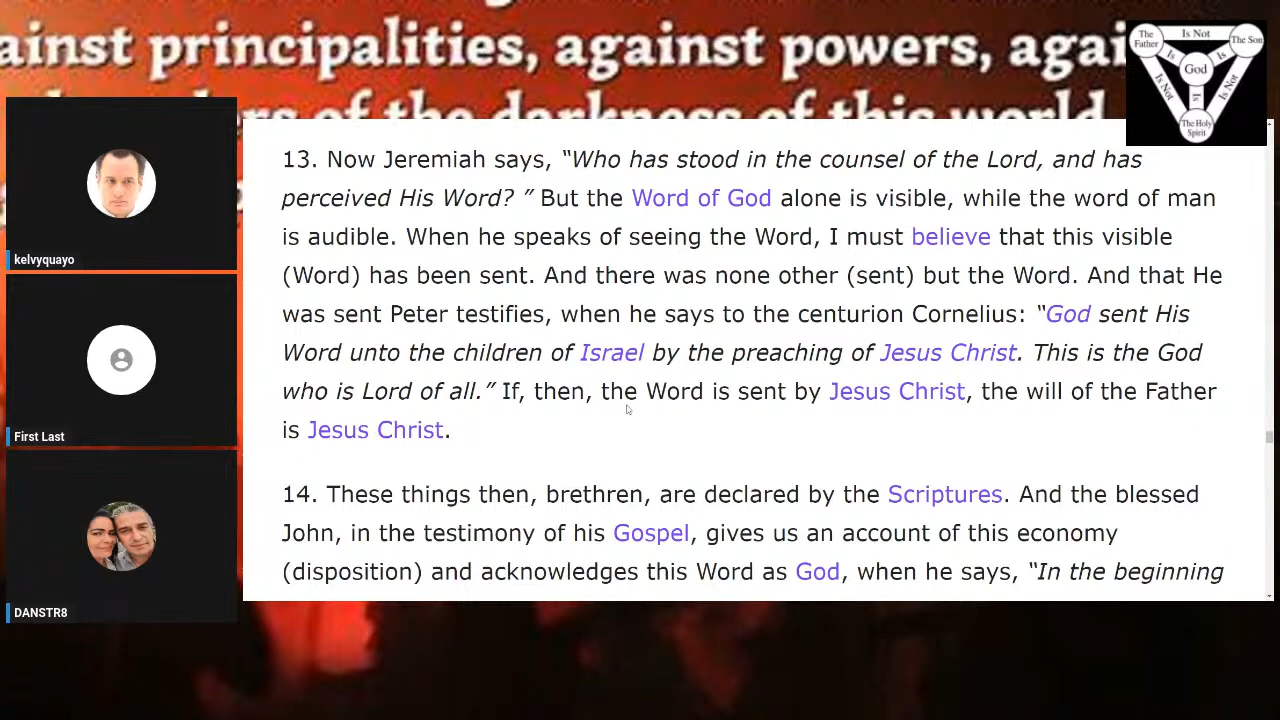 ainst principalities, against powers, agai
of the darkness of this world
The Father
Is Not
The Son
Is
God
Is
Is Not
Is
Is Not
The Holy Spirit
kelvyquayo
First Last
DANSTR8
13. Now Jeremiah says, “Who has stood in the counsel of the Lord, and has
perceived His Word? ” But the Word of God alone is visible, while the word of man
is audible. When he speaks of seeing the Word, I must believe that this visible
(Word) has been sent. And there was none other (sent) but the Word. And that He
was sent Peter testifies, when he says to the centurion Cornelius: “God sent His
Word unto the children of Israel by the preaching of Jesus Christ. This is the God
who is Lord of all.” If, then, the Word is sent by Jesus Christ, the will of the Father
is Jesus Christ.
14. These things then, brethren, are declared by the Scriptures. And the blessed
John, in the testimony of his Gospel, gives us an account of this economy
(disposition) and acknowledges this Word as God, when he says, “In the beginning